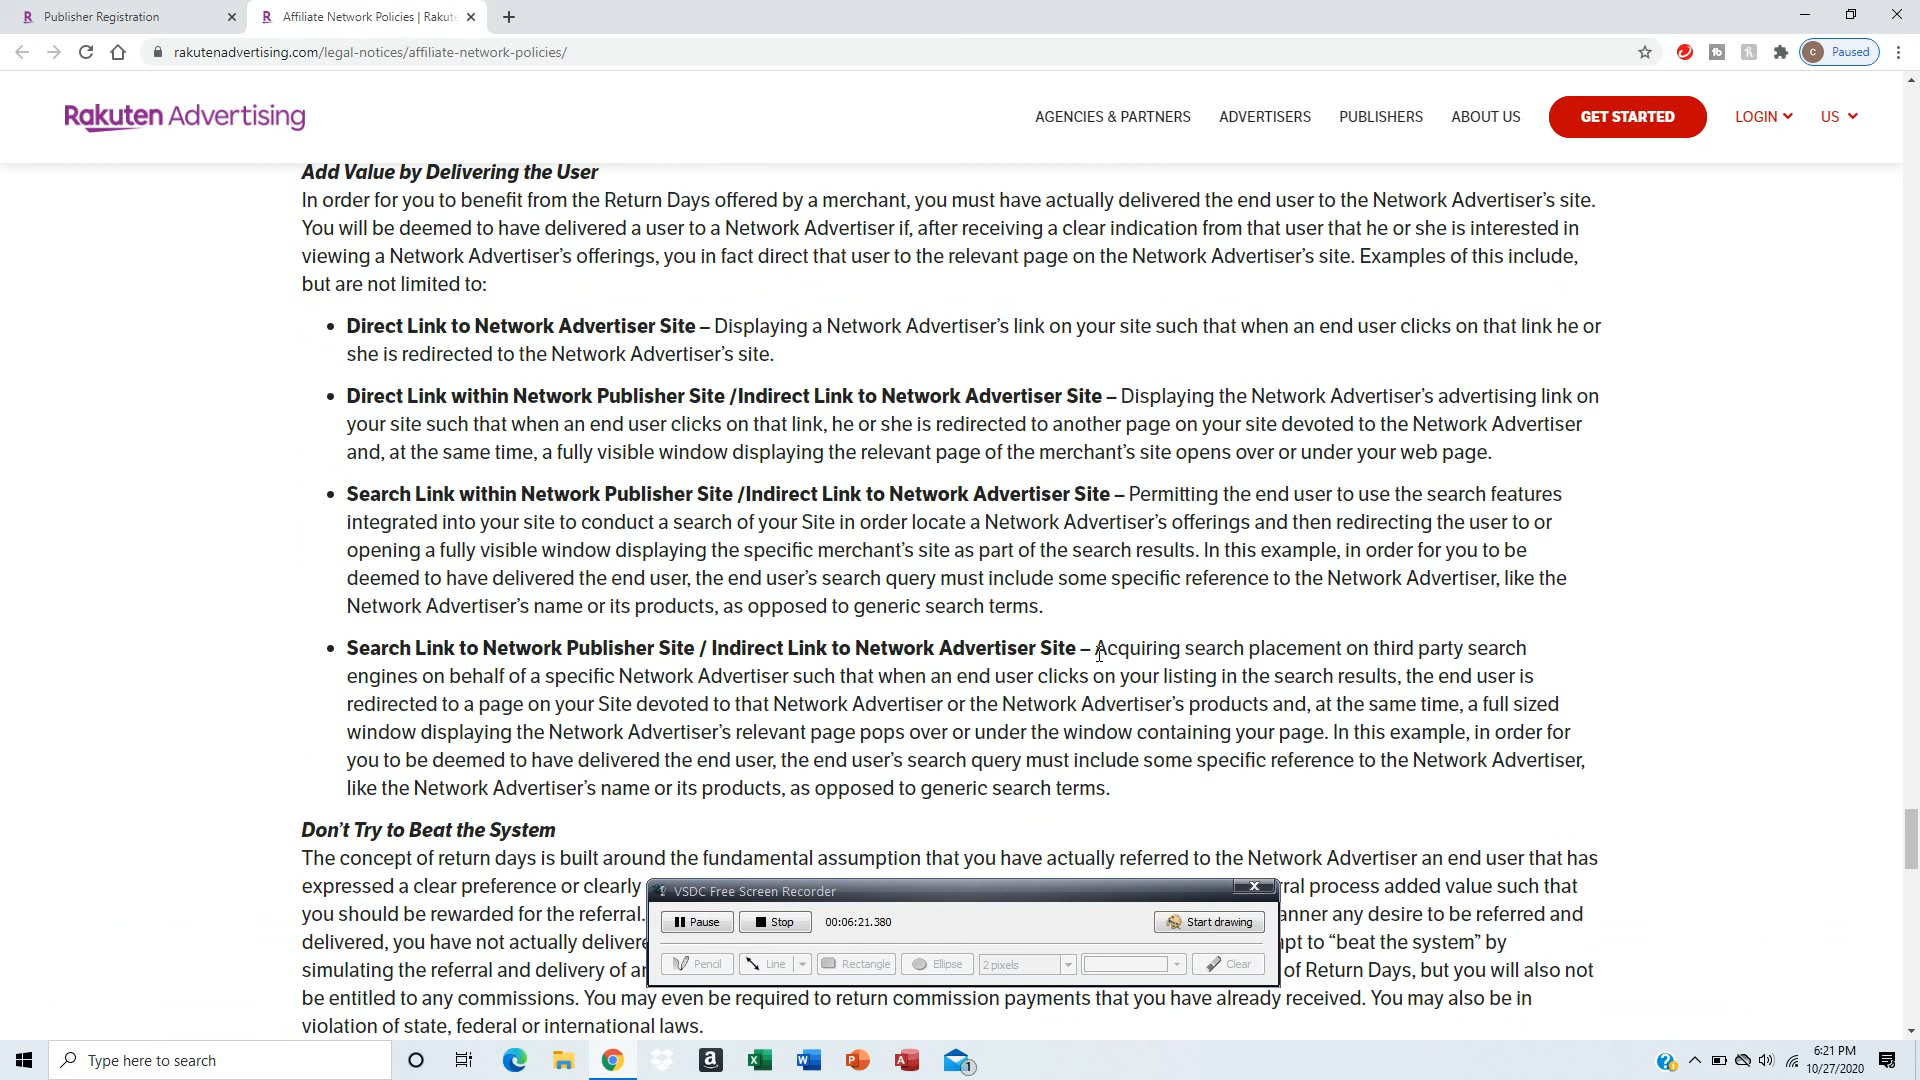 Publisher Registration
Affiliate Network Policies | Rakut
rakutenadvertising.com/legal-notices/affiliate-network-policies/
C Paused
Rakuten Advertising
AGENCIES & PARTNERS
ADVERTISERS
PUBLISHERS
ABOUT US
GET STARTED
LOGIN
US
Add Value by Delivering the User
In order for you to benefit from the Return Days offered by a merchant, you must have actually delivered the end user to the Network Advertiser's site.
You will be deemed to have delivered a user to a Network Advertiser if, after receiving a clear indication from that user that he or she is interested in
viewing a Network Advertiser's offerings, you in fact direct that user to the relevant page on the Network Advertiser's site. Examples of this include,
but are not limited to:
• Direct Link to Network Advertiser Site – Displaying a Network Advertiser's link on your site such that when an end user clicks on that link he or
she is redirected to the Network Advertiser's site.
• Direct Link within Network Publisher Site /Indirect Link to Network Advertiser Site – Displaying the Network Advertiser's advertising link on
your site such that when an end user clicks on that link, he or she is redirected to another page on your site devoted to the Network Advertiser
and, at the same time, a fully visible window displaying the relevant page of the merchant's site opens over or under your web page.
• Search Link within Network Publisher Site /Indirect Link to Network Advertiser Site – Permitting the end user to use the search features
integrated into your site to conduct a search of your Site in order locate a Network Advertiser's offerings and then redirecting the user to or
opening a fully visible window displaying the specific merchant's site as part of the search results. In this example, in order for you to be
deemed to have delivered the end user, the end user's search query must include some specific reference to the Network Advertiser, like the
Network Advertiser's name or its products, as opposed to generic search terms.
• Search Link to Network Publisher Site / Indirect Link to Network Advertiser Site – Acquiring search placement on third party search
engines on behalf of a specific Network Advertiser such that when an end user clicks on your listing in the search results, the end user is
redirected to a page on your Site devoted to that Network Advertiser or the Network Advertiser's products and, at the same time, a full sized
window displaying the Network Advertiser's relevant page pops over or under the window containing your page. In this example, in order for
you to be deemed to have delivered the end user, the end user's search query must include some specific reference to the Network Advertiser,
like the Network Advertiser's name or its products, as opposed to generic search terms.
Don't Try to Beat the System
The concept of return days is built around the fundamental assumption that you have actually referred to the Network Advertiser an end user that has
expressed a clear preference or clearly
ral process added value such that
you should be rewarded for the referral.
anner any desire to be referred and
delivered, you have not actually delivere
pt to "beat the system" by
simulating the referral and delivery of an
of Return Days, but you will also not
be entitled to any commissions. You may even be required to return commission payments that you have already received. You may also be in
violation of state, federal or international laws.
VSDC Free Screen Recorder
Pause
Stop
00:06:21.380
Start drawing
Pencil
Line
Rectangle
Ellipse
2 pixels
Clear
Type here to search
1
6:21 PM
10/27/2020